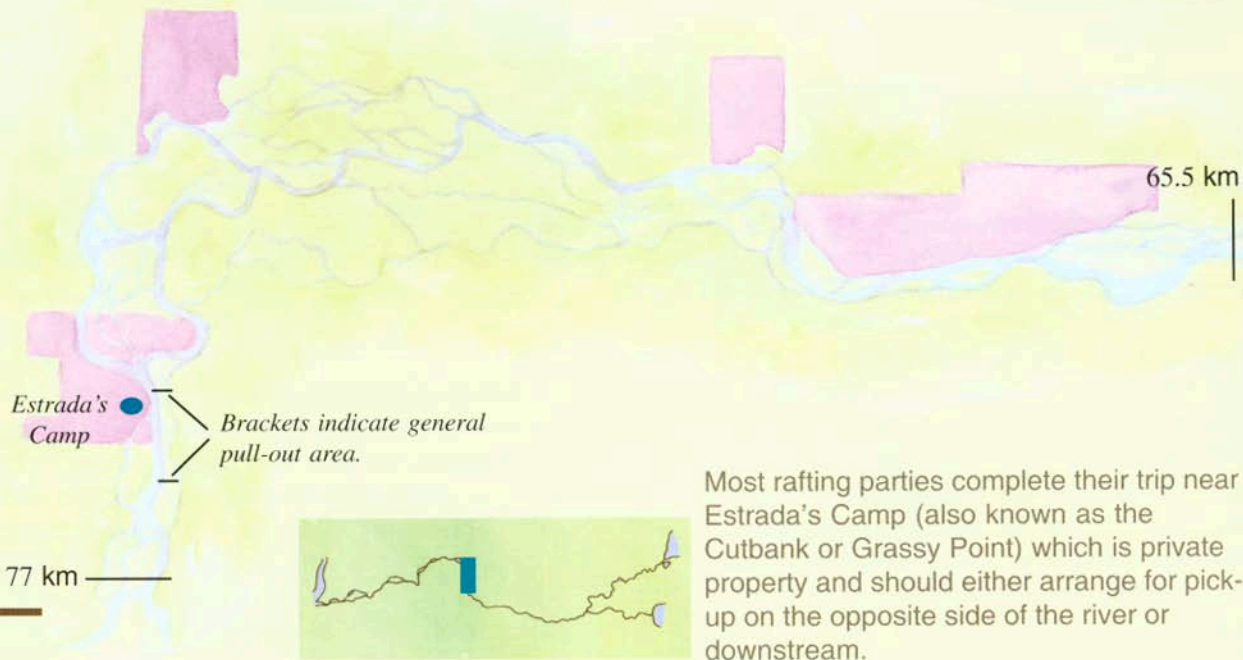 65.5 km
Estrada's
Camp
Brackets indicate general
pull-out area.
77 km
Most rafting parties complete their trip near
Estrada's Camp (also known as the
Cutbank or Grassy Point) which is private
property and should either arrange for pick-
up on the opposite side of the river or
downstream.